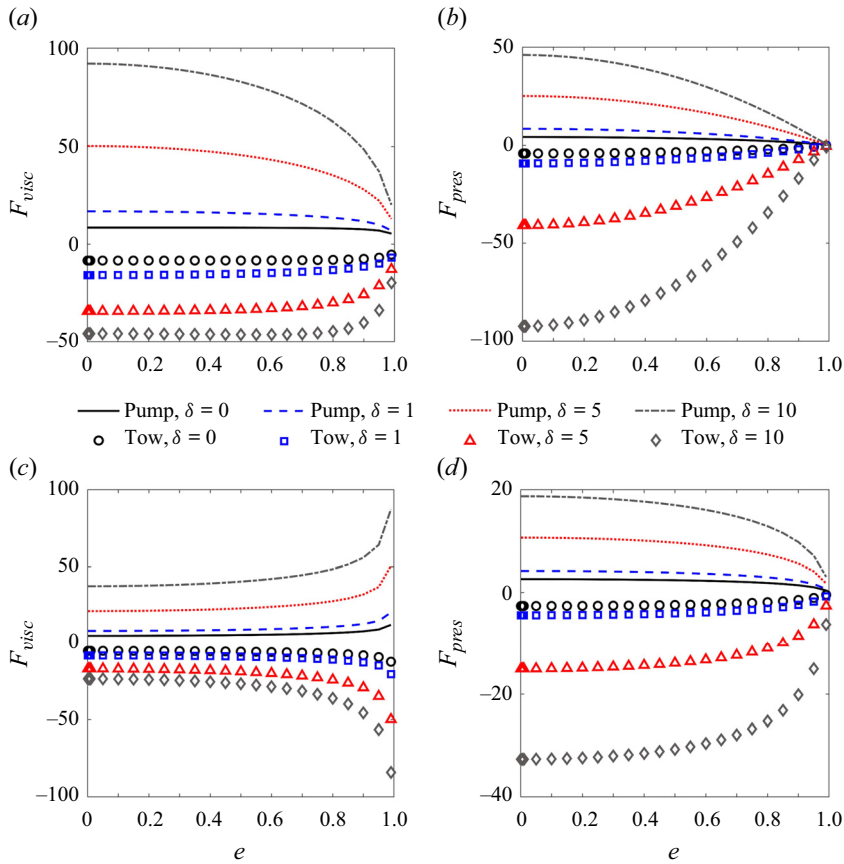 (a)
(b)
100
50
0
−50
F_visc
0 0.2 0.4 0.6 0.8 1.0
50
0
−50
−100
F_pres
0 0.2 0.4 0.6 0.8 1.0
Pump, δ = 0 Pump, δ = 1 Pump, δ = 5 Pump, δ = 10
Tow, δ = 0 Tow, δ = 1 Tow, δ = 5 Tow, δ = 10
(c)
(d)
100
50
0
−50
−100
F_visc
0 0.2 0.4 0.6 0.8 1.0
e
20
0
−20
−40
F_pres
0 0.2 0.4 0.6 0.8 1.0
e